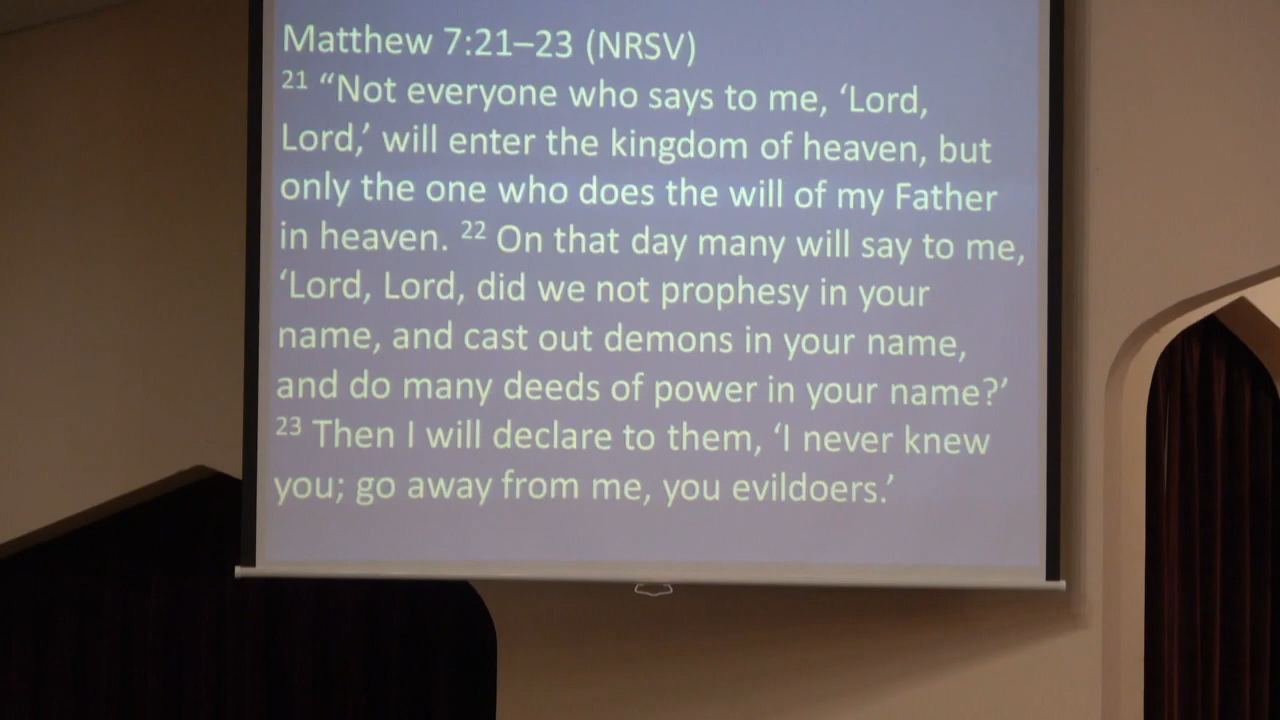 Matthew 7:21–23 (NRSV)
21 “Not everyone who says to me, ‘Lord,
Lord,’ will enter the kingdom of heaven, but
only the one who does the will of my Father
in heaven. 22 On that day many will say to me,
‘Lord, Lord, did we not prophesy in your
name, and cast out demons in your name,
and do many deeds of power in your name?’
23 Then I will declare to them, ‘I never knew
you; go away from me, you evildoers.’